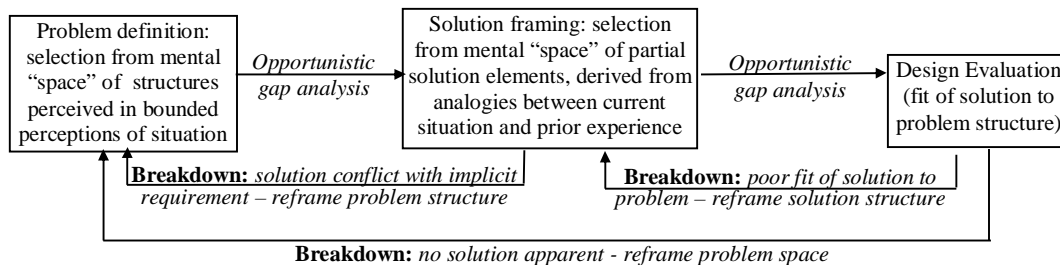 Problem definition:
selection from mental
“space” of structures
perceived in bounded
perceptions of situation
Opportunistic
gap analysis
Solution framing: selection
from mental “space” of partial
solution elements, derived from
analogies between current
situation and prior experience
Opportunistic
gap analysis
Design Evaluation
(fit of solution to
problem structure)
Breakdown: solution conflict with implicit
requirement – reframe problem structure
Breakdown: poor fit of solution to
problem – reframe solution structure
Breakdown: no solution apparent - reframe problem space